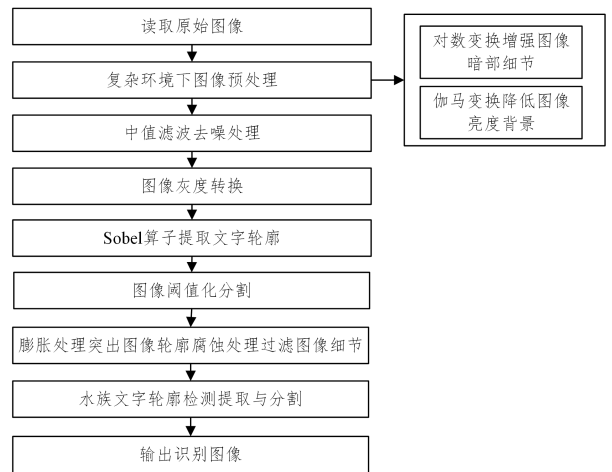 读取原始图像
复杂环境下图像预处理
对数变换增强图像
暗部细节
伽马变换降低图像
亮度背景
中值滤波去噪处理
图像灰度转换
Sobel算子提取文字轮廓
图像阈值化分割
膨胀处理突出图像轮廓腐蚀处理过滤图像细节
水族文字轮廓检测提取与分割
输出识别图像